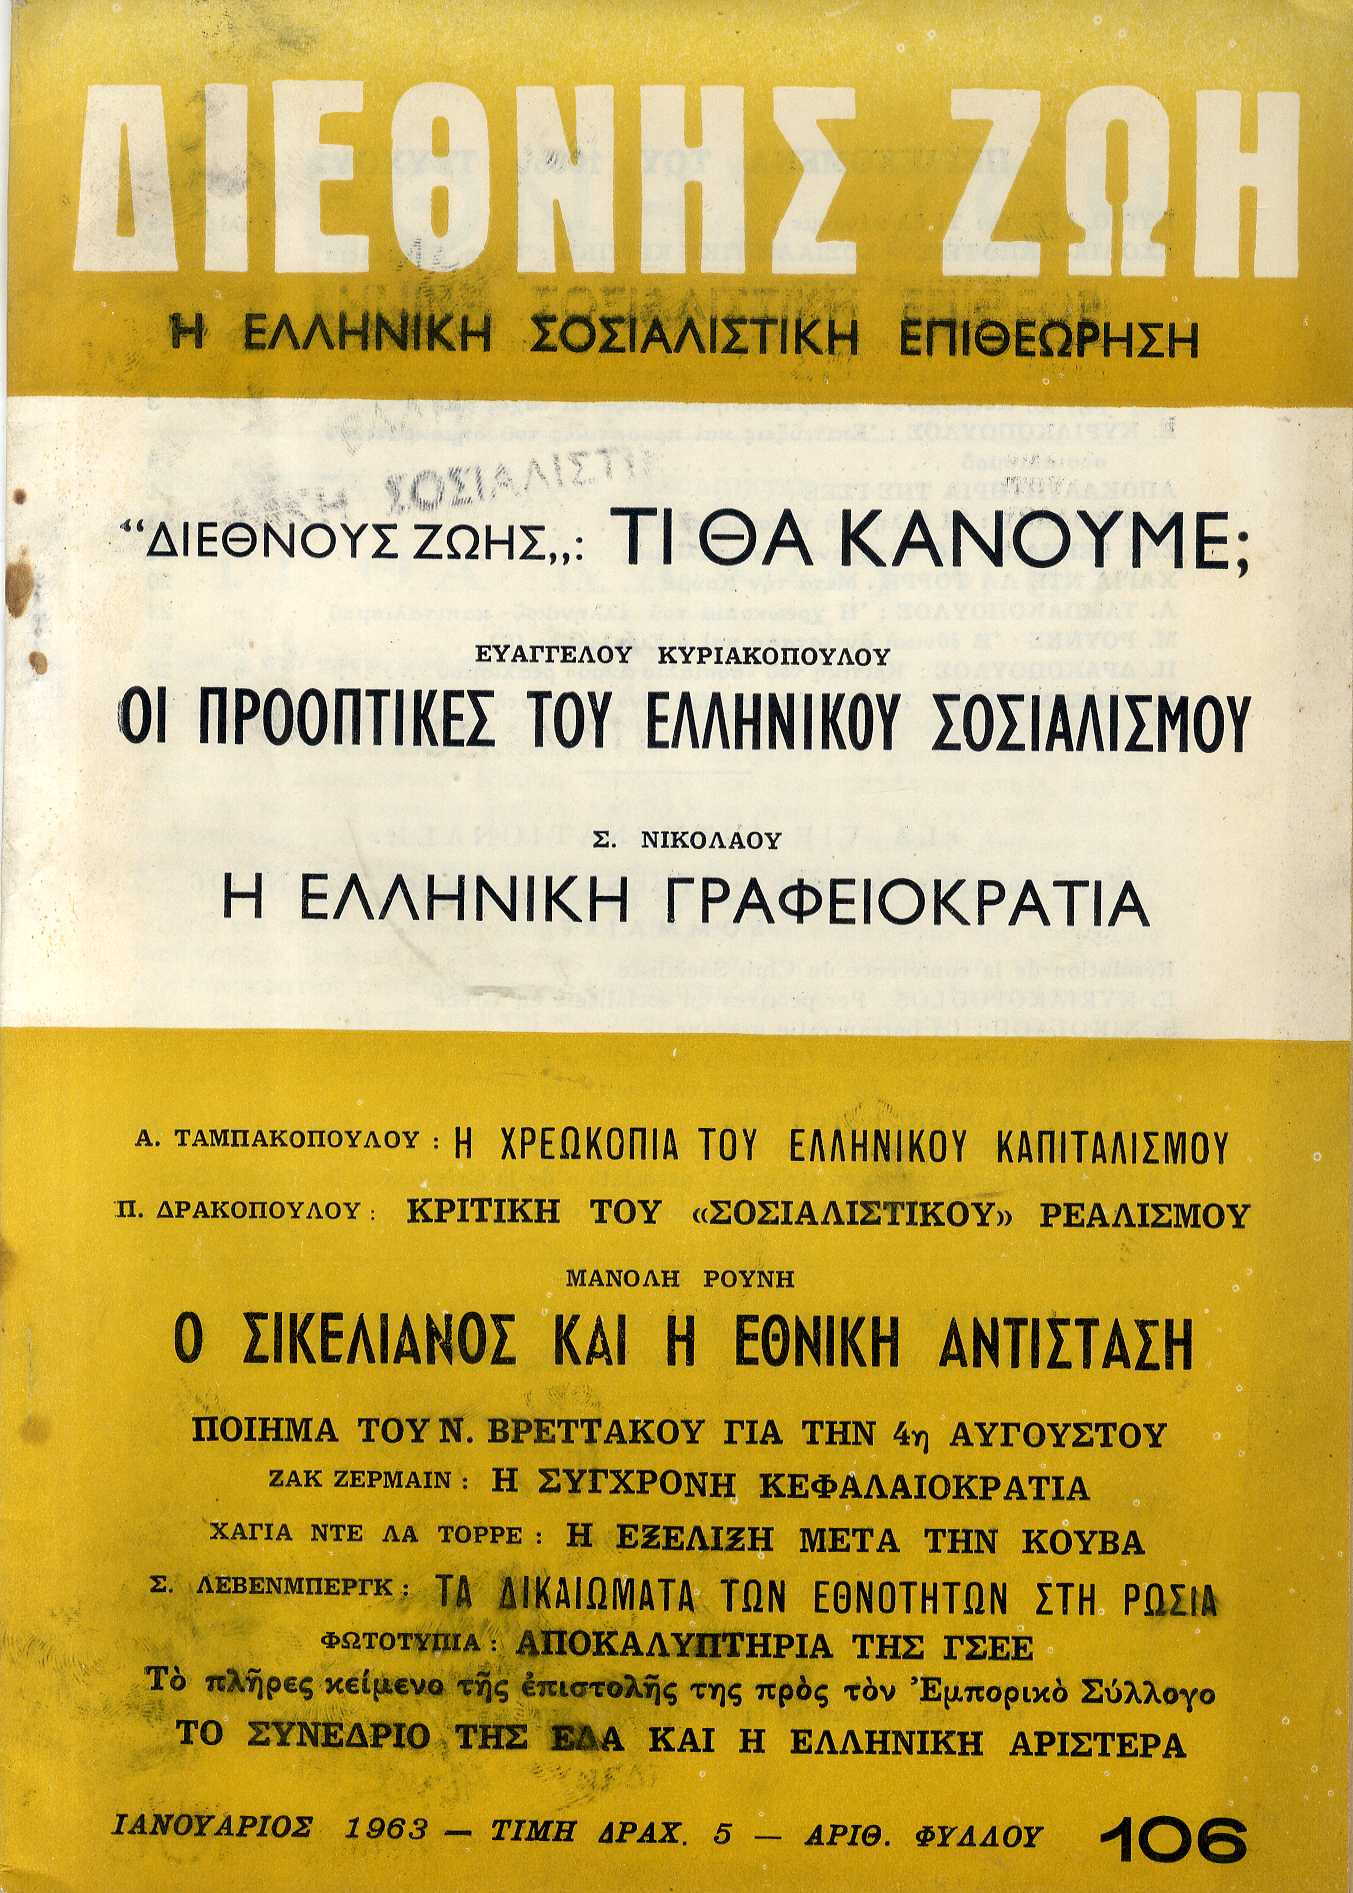 ΔΙΕΘΝΗΣ ΖΩΗ
Η ΕΛΛΗΝΙΚΗ ΣΟΣΙΑΛΙΣΤΙΚΗ ΕΠΙΘΕΩΡΗΣΗ
“ΔΙΕΘΝΟΥΣ ΖΩΗΣ„: ΤΙ ΘΑ ΚΑΝΟΥΜΕ;
ΕΥΑΓΓΕΛΟΥ ΚΥΡΙΑΚΟΠΟΥΛΟΥ
ΟΙ ΠΡΟΟΠΤΙΚΕΣ ΤΟΥ ΕΛΛΗΝΙΚΟΥ ΣΟΣΙΑΛΙΣΜΟΥ
Σ. ΝΙΚΟΛΑΟΥ
Η ΕΛΛΗΝΙΚΗ ΓΡΑΦΕΙΟΚΡΑΤΙΑ
Α. ΤΑΜΠΑΚΟΠΟΥΛΟΥ : Η ΧΡΕΩΚΟΠΙΑ ΤΟΥ ΕΛΛΗΝΙΚΟΥ ΚΑΠΙΤΑΛΙΣΜΟΥ
Π. ΔΡΑΚΟΠΟΥΛΟΥ : ΚΡΙΤΙΚΗ ΤΟΥ «ΣΟΣΙΑΛΙΣΤΙΚΟΥ» ΡΕΑΛΙΣΜΟΥ
ΜΑΝΟΛΗ ΡΟΥΝΗ
Ο ΣΙΚΕΛΙΑΝΟΣ ΚΑΙ Η ΕΘΝΙΚΗ ΑΝΤΙΣΤΑΣΗ
ΠΟΙΗΜΑ ΤΟΥ Ν. ΒΡΕΤΤΑΚΟΥ ΓΙΑ ΤΗΝ 4η ΑΥΓΟΥΣΤΟΥ
ΖΑΚ ΖΕΡΜΑΙΝ : Η ΣΥΓΧΡΟΝΗ ΚΕΦΑΛΑΙΟΚΡΑΤΙΑ
ΧΑΓΙΑ ΝΤΕ ΛΑ ΤΟΡΡΕ : Η ΕΞΕΛΙΞΗ ΜΕΤΑ ΤΗΝ ΚΟΥΒΑ
Σ. ΛΕΒΕΝΜΠΕΡΓΚ : ΤΑ ΔΙΚΑΙΩΜΑΤΑ ΤΩΝ ΕΘΝΟΤΗΤΩΝ ΣΤΗ ΡΩΣΙΑ
ΦΩΤΟΤΥΠΙΑ : ΑΠΟΚΑΛΥΠΤΗΡΙΑ ΤΗΣ ΓΣΕΕ
Τὸ πλῆρες κείμενο τῆς ἐπιστολῆς της πρὸς τὸν Ἐμπορικὸ Σύλλογο
ΤΟ ΣΥΝΕΔΡΙΟ ΤΗΣ ΕΔΑ ΚΑΙ Η ΕΛΛΗΝΙΚΗ ΑΡΙΣΤΕΡΑ
ΙΑΝΟΥΑΡΙΟΣ 1963 — ΤΙΜΗ ΔΡΑΧ. 5 — ΑΡΙΘ. ΦΥΛΛΟΥ 106